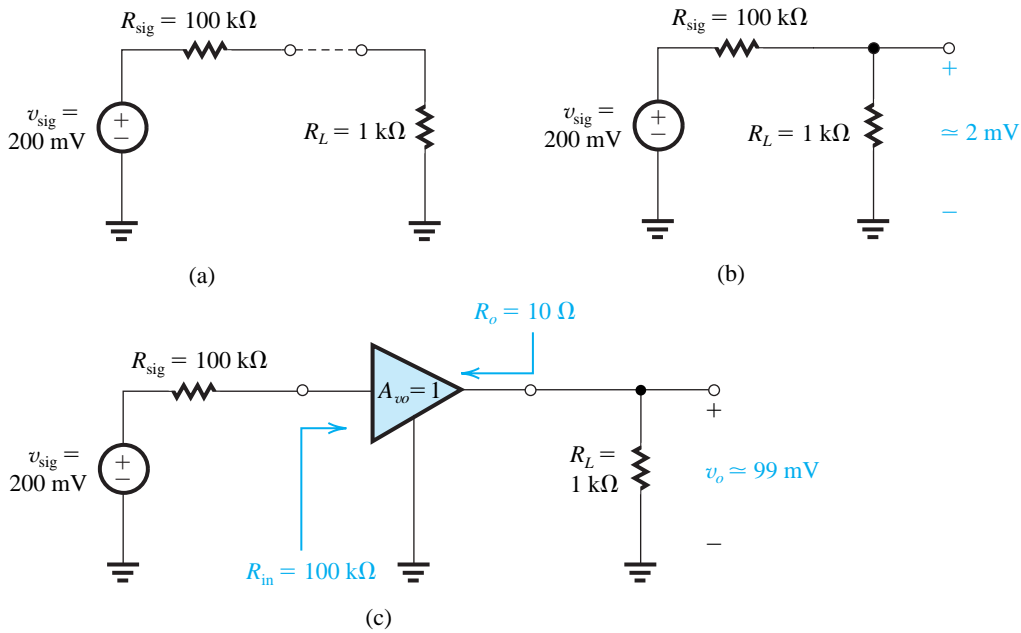 R_sig = 100 kΩ
v_sig =
200 mV
+
−
R_L = 1 kΩ
(a)
R_sig = 100 kΩ
v_sig =
200 mV
+
−
R_L = 1 kΩ
+
≃ 2 mV
−
(b)
R_o = 10 Ω
R_sig = 100 kΩ
A_vo = 1
v_sig =
200 mV
+
−
R_L =
1 kΩ
+
v_o ≃ 99 mV
−
R_in = 100 kΩ
(c)